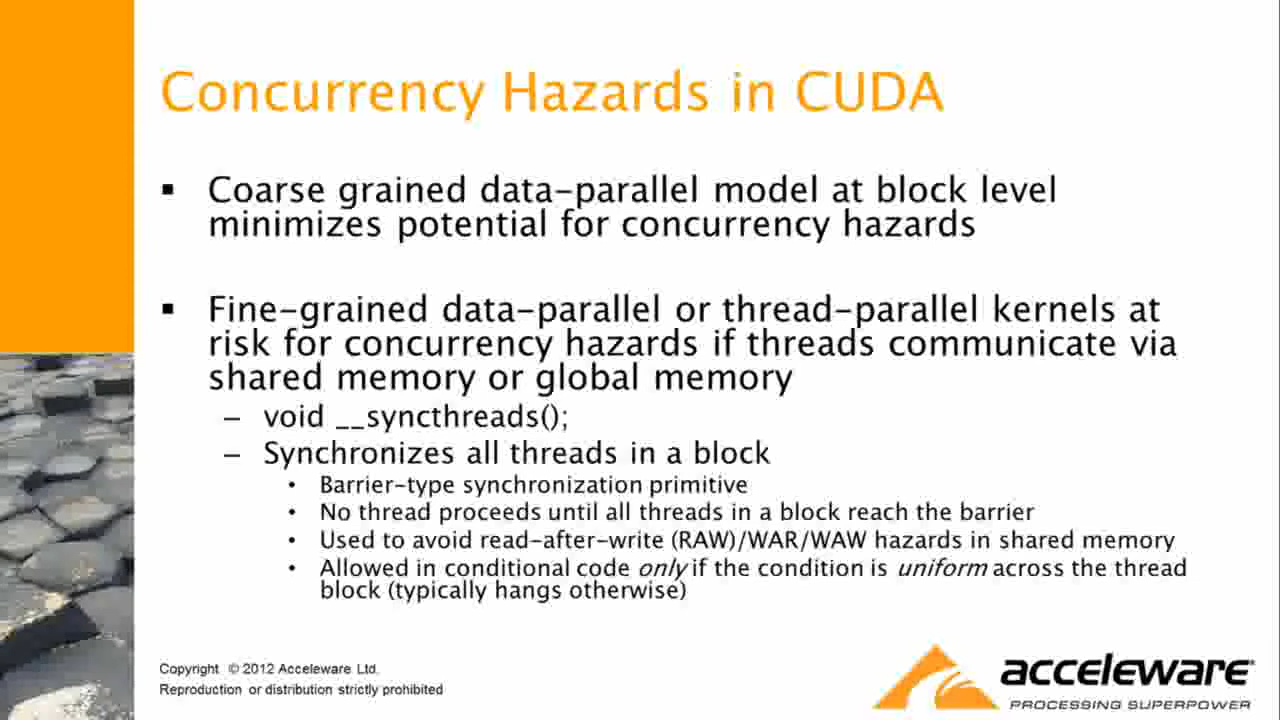 Concurrency Hazards in CUDA
▪ Coarse grained data-parallel model at block level
minimizes potential for concurrency hazards
▪ Fine-grained data-parallel or thread-parallel kernels at
risk for concurrency hazards if threads communicate via
shared memory or global memory
– void __syncthreads();
– Synchronizes all threads in a block
• Barrier-type synchronization primitive
• No thread proceeds until all threads in a block reach the barrier
• Used to avoid read-after-write (RAW)/WAR/WAW hazards in shared memory
• Allowed in conditional code only if the condition is uniform across the thread
block (typically hangs otherwise)
Copyright © 2012 Acceleware Ltd.
Reproduction or distribution strictly prohibited
acceleware
PROCESSING SUPERPOWER